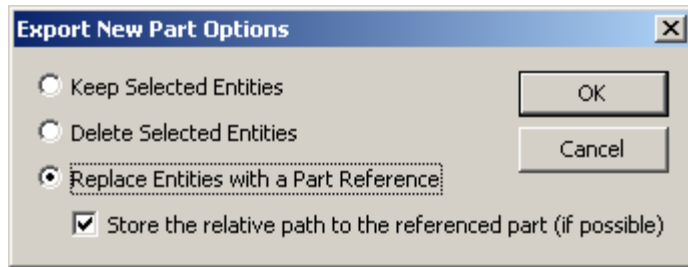 Export New Part Options
Keep Selected Entities
OK
Delete Selected Entities
Cancel
Replace Entities with a Part Reference
Store the relative path to the referenced part (if possible)